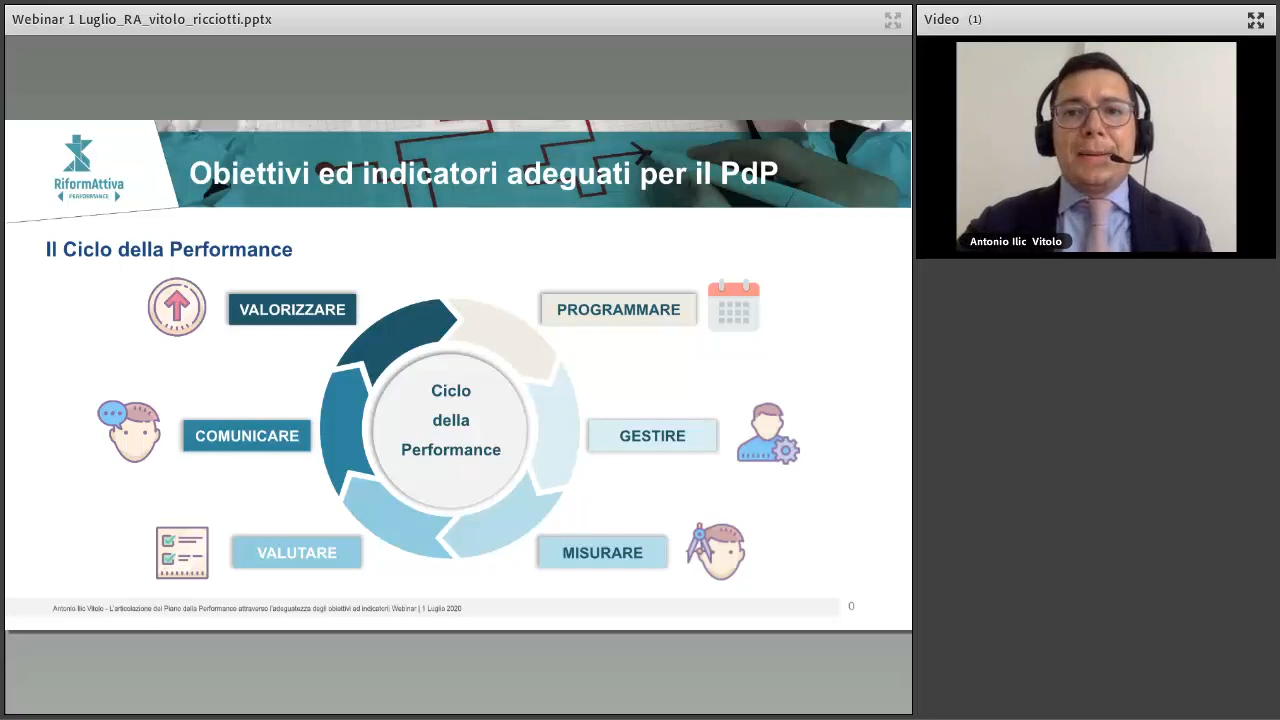 Webinar 1 Luglio_RA_vitolo_ricciotti.pptx
Video (1)
RiformAttiva
PERFORMANCE
Obiettivi ed indicatori adeguati per il PdP
Antonio Ilic Vitolo
Il Ciclo della Performance
VALORIZZARE
PROGRAMMARE
Ciclo
della
Performance
COMUNICARE
GESTIRE
VALUTARE
MISURARE
Antonio Ilic Vitolo - L'articolazione del Piano della Performance attraverso l'adeguatezza degli obiettivi ed indicatori| Webinar | 1 Luglio 2020
0